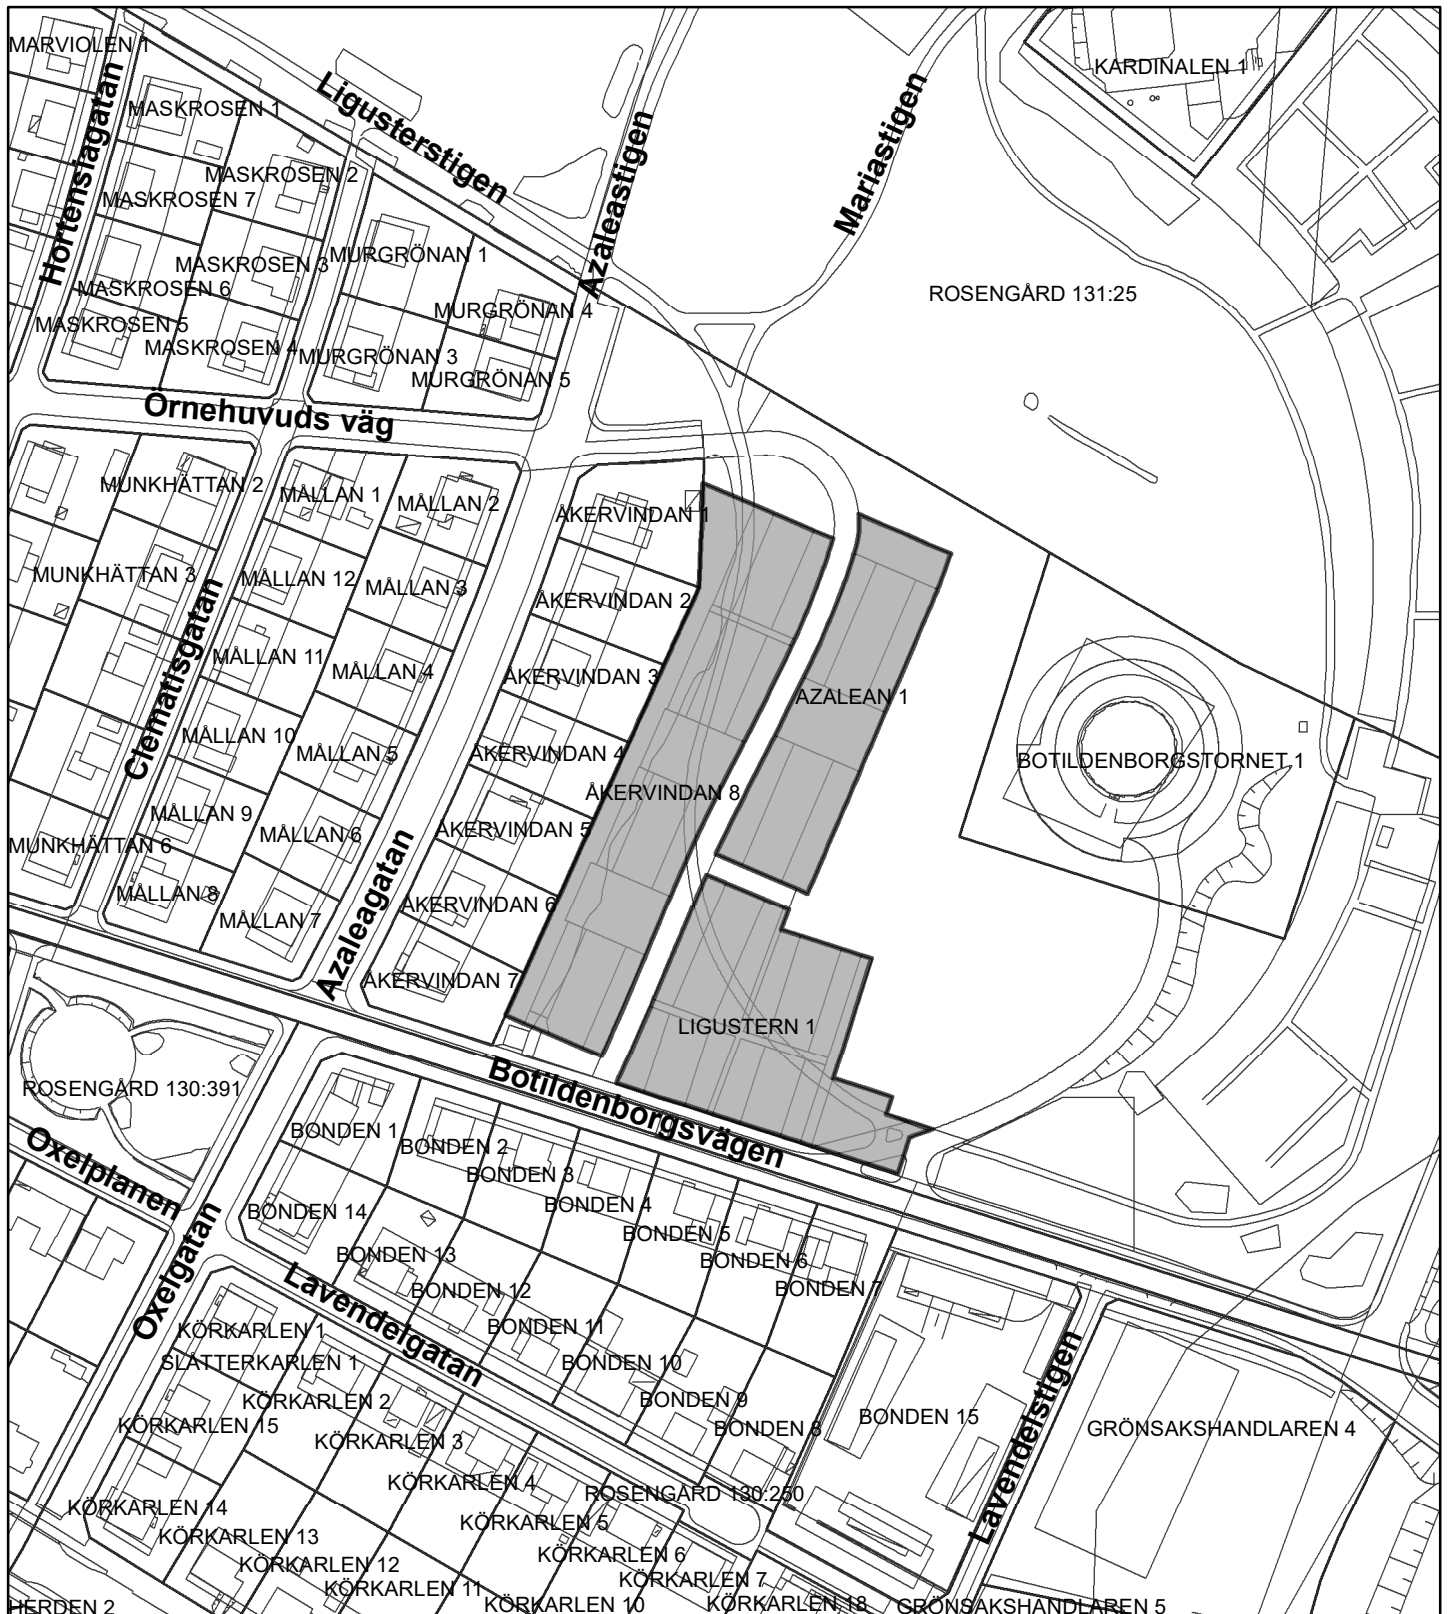 MARVIOLEN 1
KARDINALEN 1
Hortensiagatan
MASKROSEN 1
Ligusterstigen
Azaleastigen
Mariastigen
MASKROSEN 2
MASKROSEN 7
MURGRÖNAN 1
MASKROSEN 3
MASKROSEN 6
ROSENGÅRD 131:25
MURGRÖNAN 4
MASKROSEN 5
MASKROSEN 4
MURGRÖNAN 3
MURGRÖNAN 5
Örnehuvuds väg
MUNKHÄTTAN 2
MÅLLAN 1
MÅLLAN 2
ÅKERVINDAN 1
MUNKHÄTTAN 3
MÅLLAN 12
MÅLLAN 3
ÅKERVINDAN 2
Clematisgatan
MÅLLAN 11
MÅLLAN 4
ÅKERVINDAN 3
AZALEAN 1
MÅLLAN 10
MÅLLAN 5
ÅKERVINDAN 4
BOTILDENBORGSTORNET 1
ÅKERVINDAN 8
MÅLLAN 9
MÅLLAN 6
ÅKERVINDAN 5
MUNKHÄTTAN 6
Azaleagatan
MÅLLAN 8
MÅLLAN 7
ÅKERVINDAN 6
ÅKERVINDAN 7
LIGUSTERN 1
ROSENGÅRD 130:391
Botildenborgsvägen
BONDEN 1
BONDEN 2
Oxelplanen
BONDEN 3
BONDEN 4
BONDEN 14
BONDEN 5
BONDEN 13
BONDEN 6
Oxelgatan
BONDEN 12
BONDEN 7
Lavendelgatan
KÖRKARLEN 1
BONDEN 11
SLÅTTERKARLEN 1
BONDEN 10
KÖRKARLEN 2
BONDEN 9
KÖRKARLEN 15
BONDEN 15
BONDEN 8
GRÖNSAKSHANDLAREN 4
Lavendelstigen
KÖRKARLEN 3
KÖRKARLEN 4
ROSENGÅRD 130:250
KÖRKARLEN 14
KÖRKARLEN 5
KÖRKARLEN 13
KÖRKARLEN 6
KÖRKARLEN 12
KÖRKARLEN 7
KÖRKARLEN 11
KÖRKARLEN 10
KÖRKARLEN 18
HERDEN 2
GRÖNSAKSHANDLAREN 5